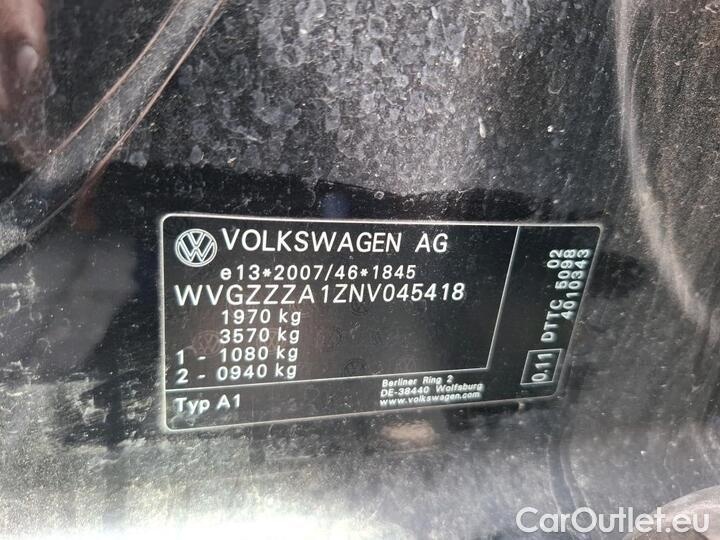 VOLKSWAGEN AG
e13*2007/46*1845
WVGZZZA1ZNV045418
1970 kg
3570 kg
1 - 1080 kg
2 - 0940 kg
Typ A1
Berliner Ring 2
DE-38440 Wolfsburg
www.volkswagen.com
0.11 DTTC 5098 02
4010343
CarOutlet.eu